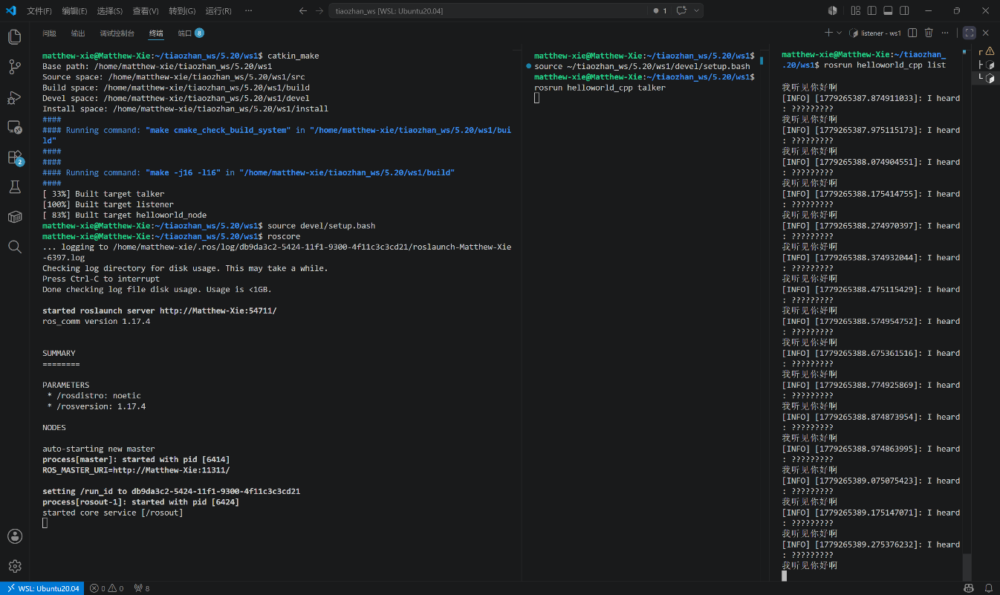 文件(F) 编辑(E) 选择(S) 查看(V) 转到(G) 运行(R) ···
tiaozhan_ws [WSL: Ubuntu20.04]
1
问题 输出 调试控制台 终端 端口 8
listener - ws1
matthew-xie@Matthew-Xie:~/tiaozhan_ws/5.20/ws1$ catkin_make
Base path: /home/matthew-xie/tiaozhan_ws/5.20/ws1
Source space: /home/matthew-xie/tiaozhan_ws/5.20/ws1/src
Build space: /home/matthew-xie/tiaozhan_ws/5.20/ws1/build
Devel space: /home/matthew-xie/tiaozhan_ws/5.20/ws1/devel
Install space: /home/matthew-xie/tiaozhan_ws/5.20/ws1/install
####
#### Running command: "make cmake_check_build_system" in "/home/matthew-xie/tiaozhan_ws/5.20/ws1/bui
ld"
####
####
#### Running command: "make -j16 -l16" in "/home/matthew-xie/tiaozhan_ws/5.20/ws1/build"
####
[ 33%] Built target talker
[100%] Built target listener
[ 83%] Built target helloworld_node
matthew-xie@Matthew-Xie:~/tiaozhan_ws/5.20/ws1$ source devel/setup.bash
matthew-xie@Matthew-Xie:~/tiaozhan_ws/5.20/ws1$ roscore
... logging to /home/matthew-xie/.ros/log/db9da3c2-5424-11f1-9300-4f11c3c3cd21/roslaunch-Matthew-Xie
-6397.log
Checking log directory for disk usage. This may take a while.
Press Ctrl-C to interrupt
Done checking log file disk usage. Usage is <1GB.
started roslaunch server http://Matthew-Xie:54711/
ros_comm version 1.17.4
SUMMARY
========
PARAMETERS
* /rosdistro: noetic
* /rosversion: 1.17.4
NODES
auto-starting new master
process[master]: started with pid [6414]
ROS_MASTER_URI=http://Matthew-Xie:11311/
setting /run_id to db9da3c2-5424-11f1-9300-4f11c3c3cd21
process[rosout-1]: started with pid [6424]
started core service [/rosout]
matthew-xie@Matthew-Xie:~/tiaozhan_ws/5.20/ws1$
source ~/tiaozhan_ws/5.20/ws1/devel/setup.bash
matthew-xie@Matthew-Xie:~/tiaozhan_ws/5.20/ws1$
rosrun helloworld_cpp talker
matthew-xie@Matthew-Xie:~/tiaozhan_
.20/ws1$ rosrun helloworld_cpp list
我听见你好啊
[INFO] [1779265387.874911033]: I heard
: ?????????
我听见你好啊
[INFO] [1779265387.975115173]: I heard
: ?????????
我听见你好啊
[INFO] [1779265388.074904551]: I heard
: ?????????
我听见你好啊
[INFO] [1779265388.175414755]: I heard
: ?????????
我听见你好啊
[INFO] [1779265388.274970397]: I heard
: ?????????
我听见你好啊
[INFO] [1779265388.374932044]: I heard
: ?????????
我听见你好啊
[INFO] [1779265388.475115429]: I heard
: ?????????
我听见你好啊
[INFO] [1779265388.574954752]: I heard
: ?????????
我听见你好啊
[INFO] [1779265388.675361516]: I heard
: ?????????
我听见你好啊
[INFO] [1779265388.774925869]: I heard
: ?????????
我听见你好啊
[INFO] [1779265388.874873954]: I heard
: ?????????
我听见你好啊
[INFO] [1779265388.974863995]: I heard
: ?????????
我听见你好啊
[INFO] [1779265389.075075423]: I heard
: ?????????
我听见你好啊
[INFO] [1779265389.175147071]: I heard
: ?????????
我听见你好啊
[INFO] [1779265389.275376232]: I heard
: ?????????
我听见你好啊
2
WSL: Ubuntu20.04 0 0 8